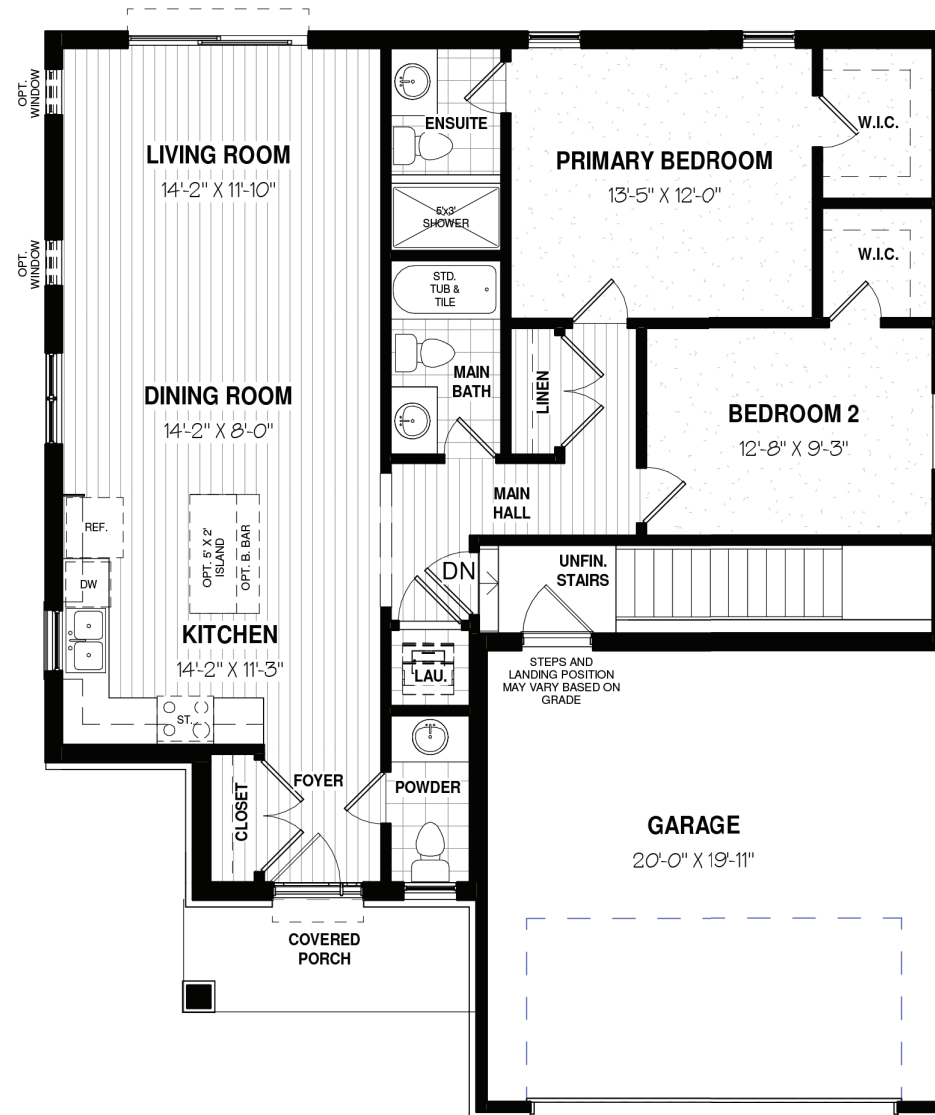 OPT.
WINDOW
LIVING ROOM
14'-2" X 11'-10"
OPT.
WINDOW
ENSUITE
5'x3'
SHOWER
PRIMARY BEDROOM
13'-5" X 12'-0"
W.I.C.
W.I.C.
STD.
TUB &
TILE
MAIN
BATH
LINEN
DINING ROOM
14'-2" X 8'-0"
BEDROOM 2
12'-8" X 9'-3"
MAIN
HALL
REF.
DW
OPT. 5' X 2'
ISLAND
OPT. B. BAR
DN
UNFIN.
STAIRS
KITCHEN
14'-2" X 11'-3"
LAU.
STEPS AND
LANDING POSITION
MAY VARY BASED ON
GRADE
ST.
FOYER
CLOSET
POWDER
GARAGE
20'-0" X 19'-11"
COVERED
PORCH